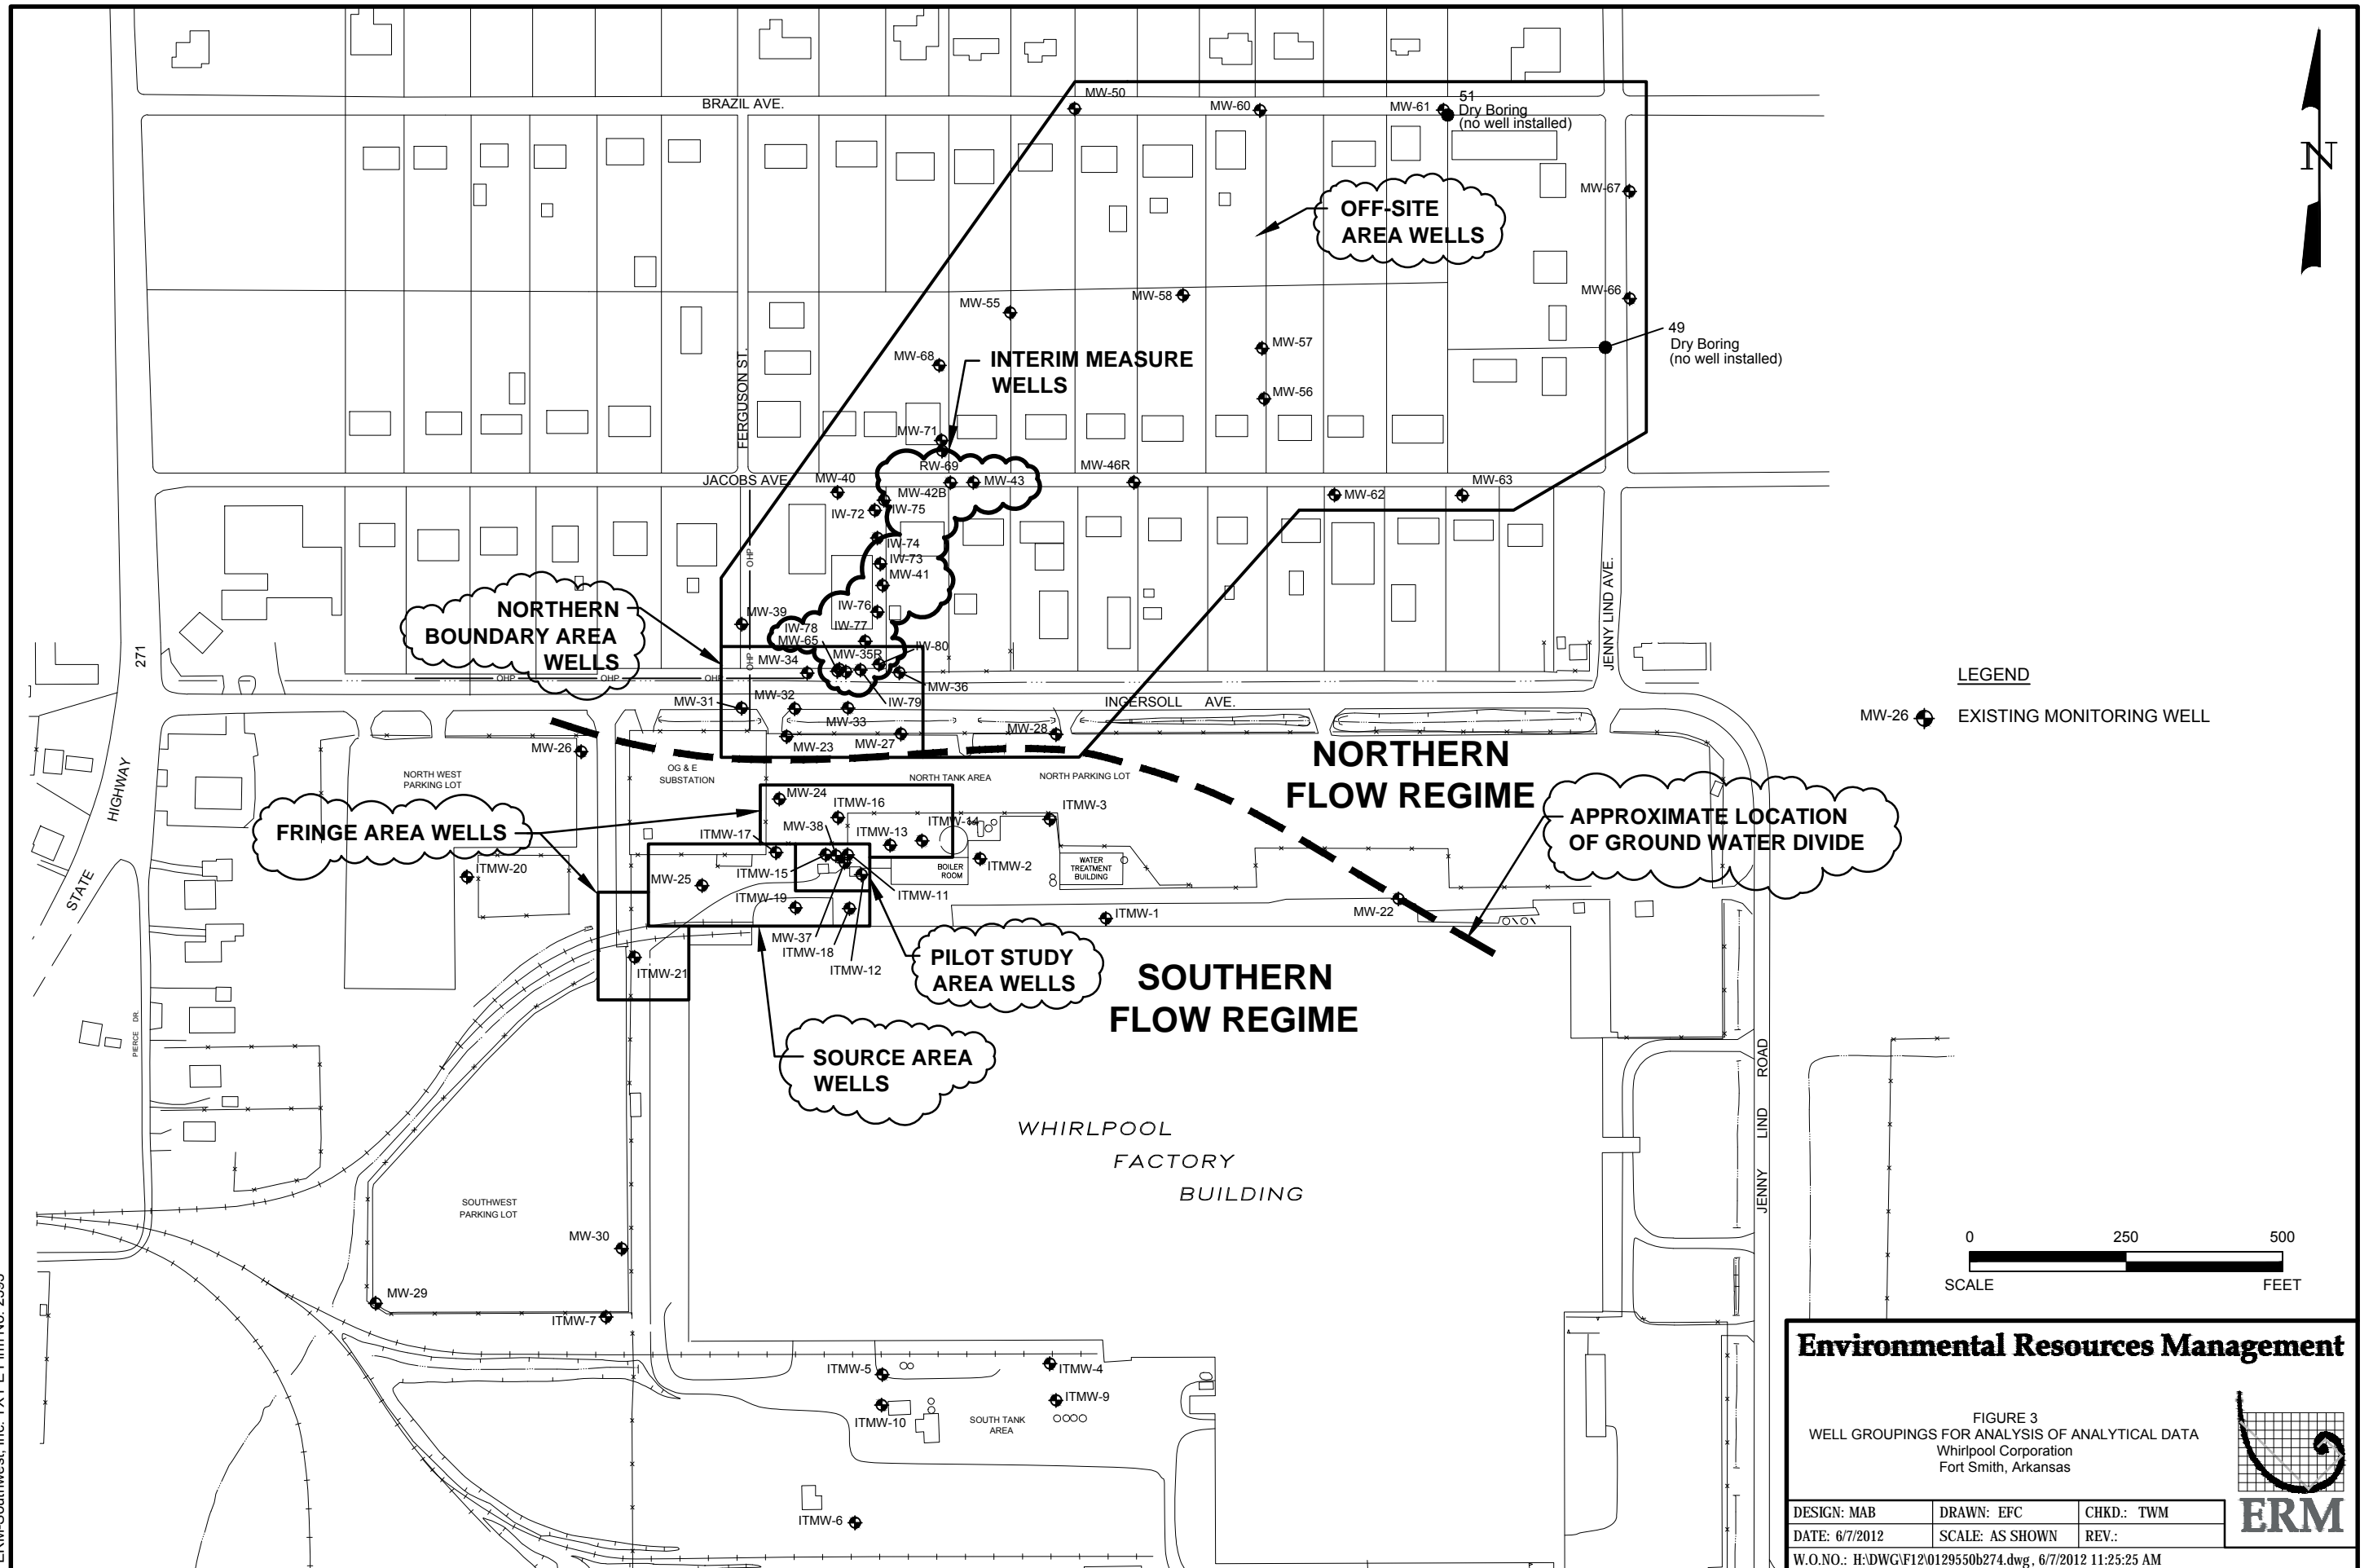 BRAZIL AVE.
MW-50
MW-60
MW-61
51
Dry Boring
(no well installed)
N
MW-67
OFF-SITE
AREA WELLS
MW-58
MW-55
MW-66
49
Dry Boring
(no well installed)
MW-57
MW-68
INTERIM MEASURE
WELLS
MW-56
FERGUSON ST.
MW-71
RW-69
MW-46R
JACOBS AVE.
MW-40
MW-42B
MW-43
MW-62
MW-63
IW-72
IW-75
IW-74
IW-73
MW-41
OHP
JENNY LIND AVE.
NORTHERN
BOUNDARY AREA
WELLS
MW-39
IW-76
IW-78
IW-77
MW-65
IW-80
MW-34
MW-35R
OHP
271
OHP
OHP
OHP
MW-36
MW-31
MW-32
IW-79
INGERSOLL AVE.
MW-33
MW-28
MW-26
MW-23
MW-27
LEGEND
MW-26
EXISTING MONITORING WELL
NORTHERN
FLOW REGIME
OG & E
SUBSTATION
NORTH WEST
PARKING LOT
NORTH TANK AREA
NORTH PARKING LOT
STATE HIGHWAY
MW-24
ITMW-16
ITMW-3
FRINGE AREA WELLS
ITMW-17
MW-38
ITMW-13
ITMW-14
APPROXIMATE LOCATION
OF GROUND WATER DIVIDE
ITMW-20
MW-25
ITMW-15
BOILER
ROOM
ITMW-2
WATER
TREATMENT
BUILDING
ITMW-11
ITMW-19
ITMW-1
MW-22
MW-37
ITMW-18
ITMW-12
ITMW-21
PILOT STUDY
AREA WELLS
SOUTHERN
FLOW REGIME
PIERCE DR.
SOURCE AREA
WELLS
WHIRLPOOL
FACTORY
BUILDING
JENNY LIND ROAD
SOUTHWEST
PARKING LOT
MW-30
MW-29
ITMW-7
0 250 500
SCALE FEET
ITMW-5
ITMW-4
ITMW-9
ITMW-10
SOUTH TANK
AREA
ITMW-6
Environmental Resources Management
FIGURE 3
WELL GROUPINGS FOR ANALYSIS OF ANALYTICAL DATA
Whirlpool Corporation
Fort Smith, Arkansas
ERM
DESIGN: MAB DRAWN: EFC CHKD.: TWM
DATE: 6/7/2012 SCALE: AS SHOWN REV.:
W.O.NO.: H:\DWG\F12\0129550b274.dwg, 6/7/2012 11:25:25 AM